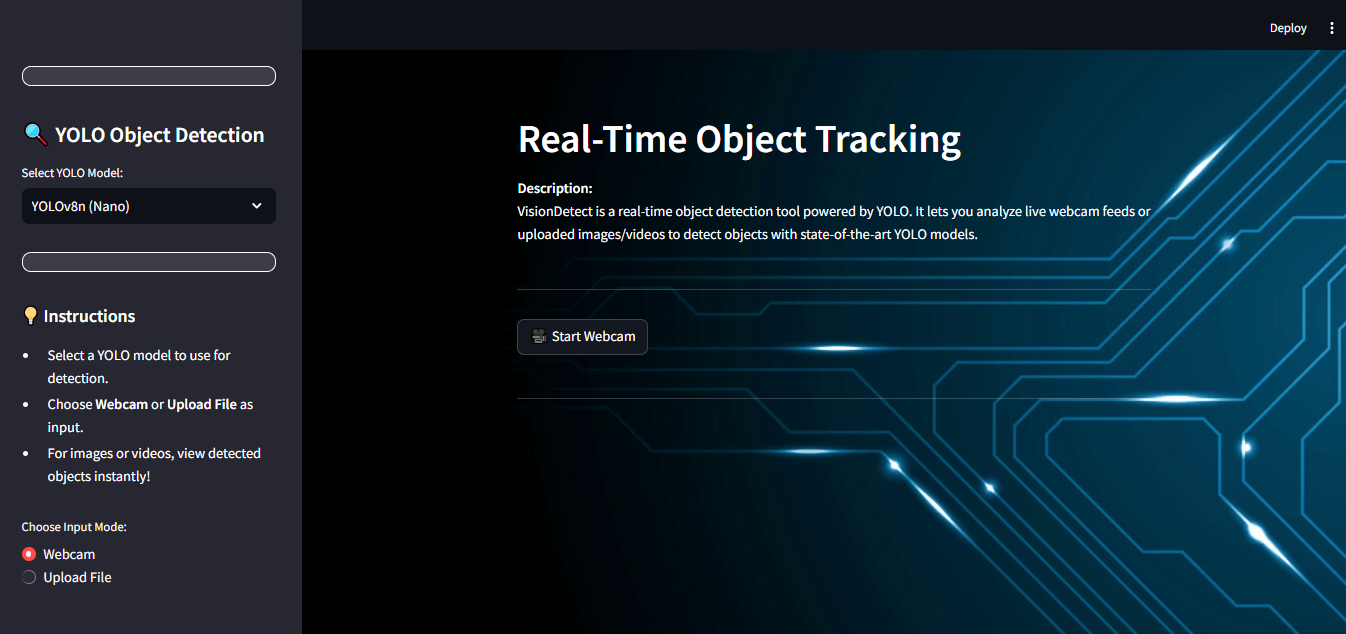 Deploy
YOLO Object Detection
Select YOLO Model:
YOLOv8n (Nano)
Instructions
Select a YOLO model to use for
detection.
Choose Webcam or Upload File as
input.
For images or videos, view detected
objects instantly!
Choose Input Mode:
Webcam
Upload File
Real-Time Object Tracking
Description:
VisionDetect is a real-time object detection tool powered by YOLO. It lets you analyze live webcam feeds or
uploaded images/videos to detect objects with state-of-the-art YOLO models.
Start Webcam